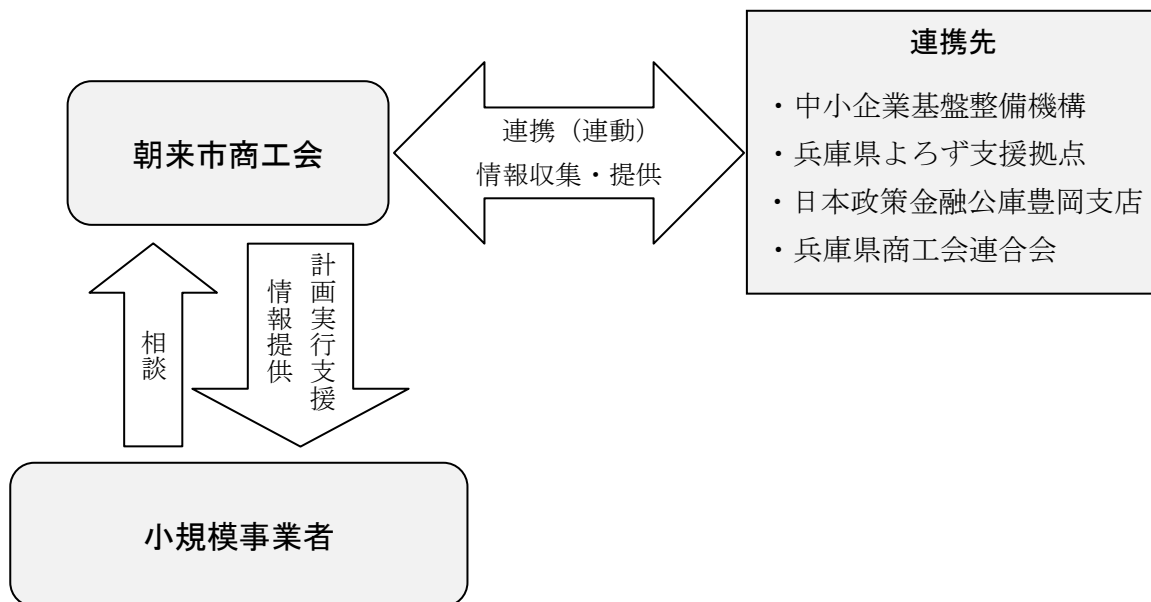 連携先
・中小企業基盤整備機構
・兵庫県よろず支援拠点
・日本政策金融公庫豊岡支店
・兵庫県商工会連合会
朝来市商工会
連携（連動）
情報収集・提供
相談
計画実行支援
情報提供
小規模事業者